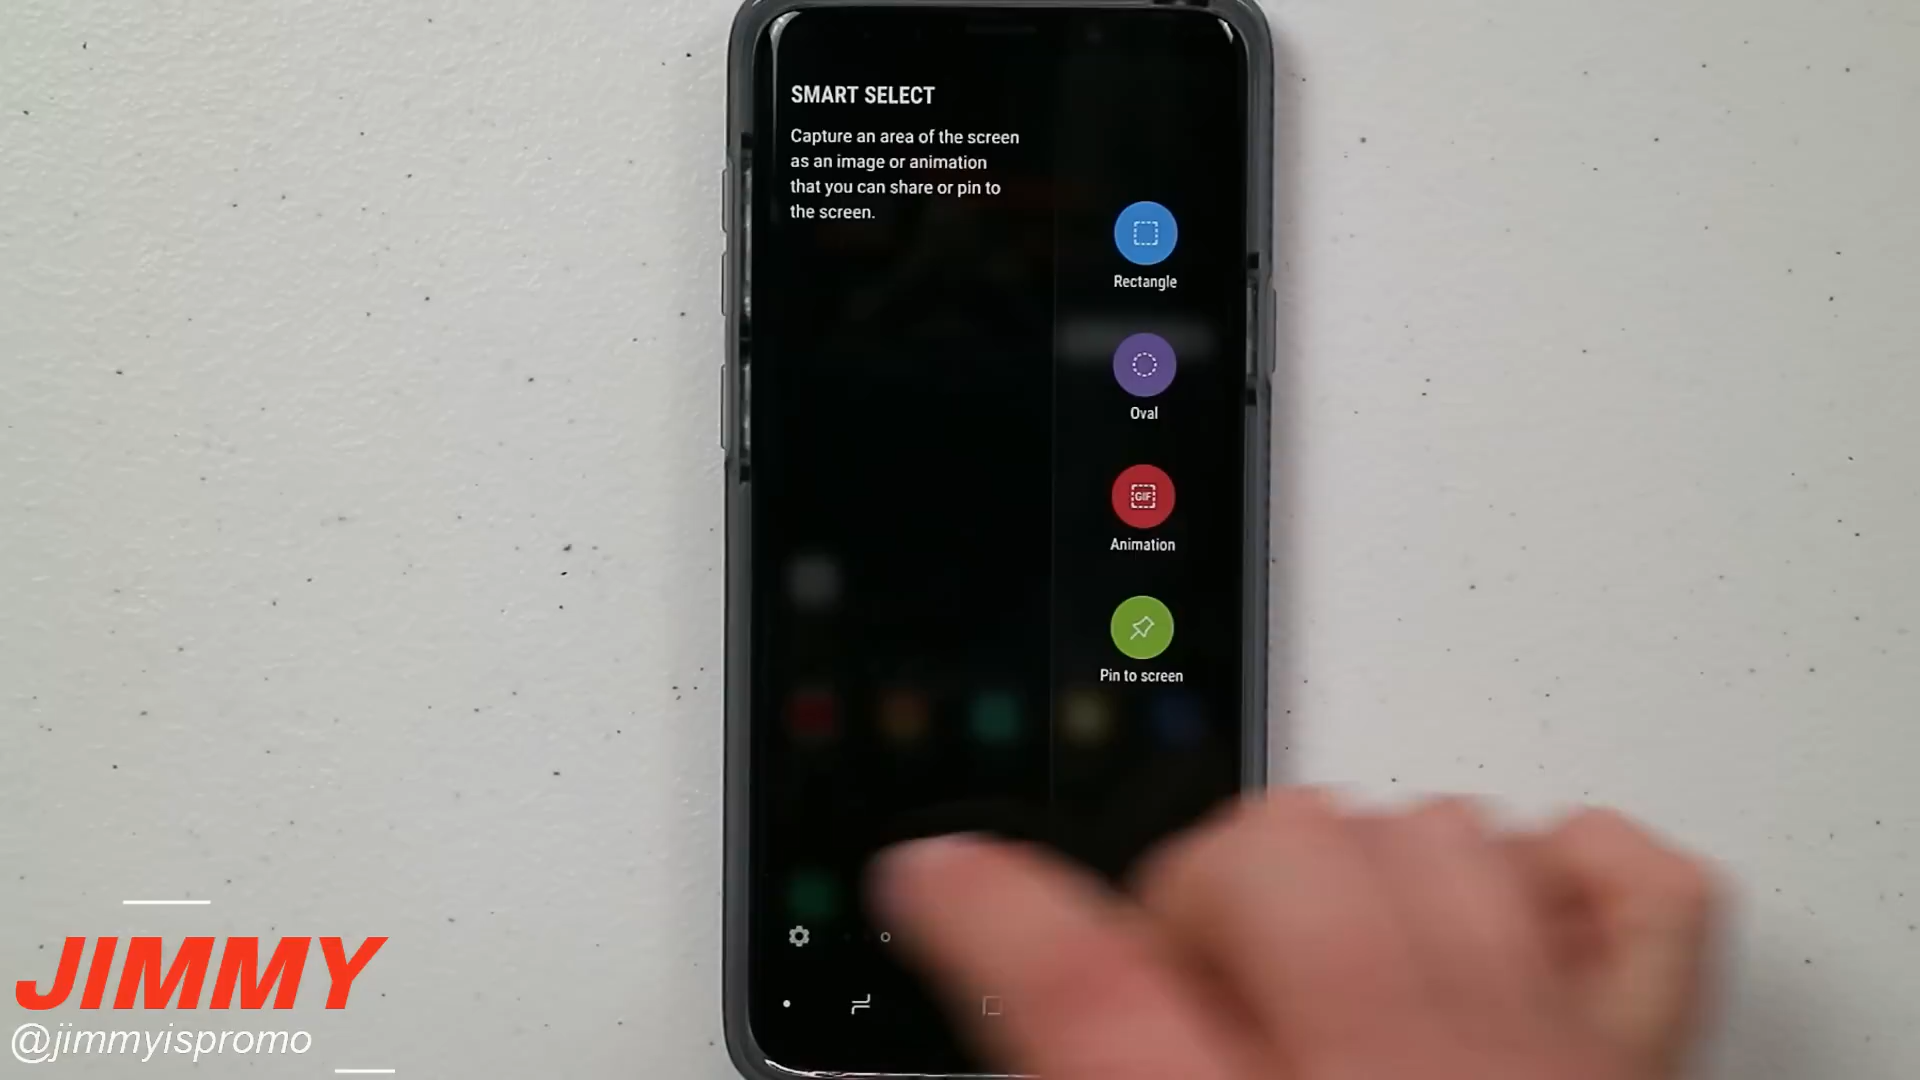 SMART SELECT
Capture an area of the screen
as an image or animation
that you can share or pin to
the screen.
Rectangle
Oval
GIF
Animation
Pin to screen
JIMMY
@jimmyispromo